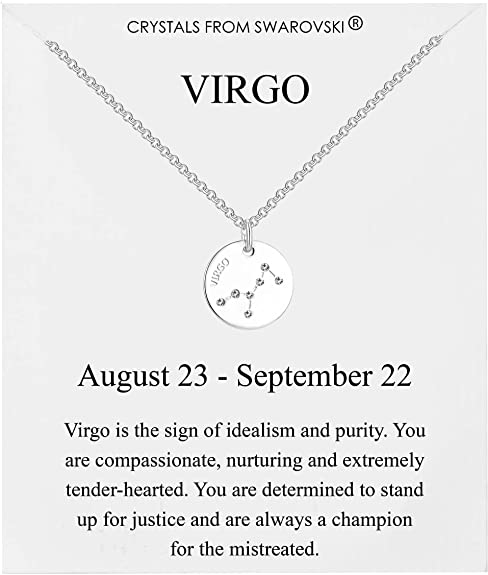 CRYSTALS FROM SWAROVSKI®
VIRGO
VIRGO
August 23 - September 22
Virgo is the sign of idealism and purity. You
are compassionate, nurturing and extremely
tender-hearted. You are determined to stand
up for justice and are always a champion
for the mistreated.